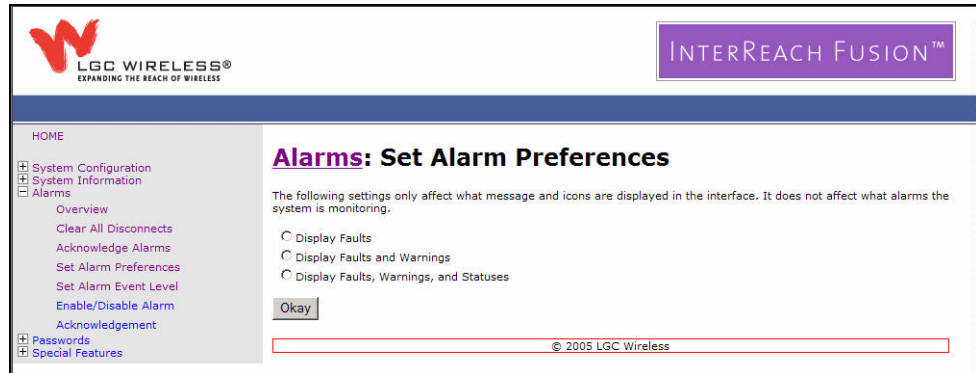 LGC WIRELESS®
EXPANDING THE REACH OF WIRELESS
INTERREACH FUSION™
HOME
System Configuration
System Information
Alarms
Overview
Clear All Disconnects
Acknowledge Alarms
Set Alarm Preferences
Set Alarm Event Level
Enable/Disable Alarm
Acknowledgement
Passwords
Special Features
Alarms: Set Alarm Preferences
The following settings only affect what message and icons are displayed in the interface. It does not affect what alarms the
system is monitoring.
Display Faults
Display Faults and Warnings
Display Faults, Warnings, and Statuses
Okay
© 2005 LGC Wireless